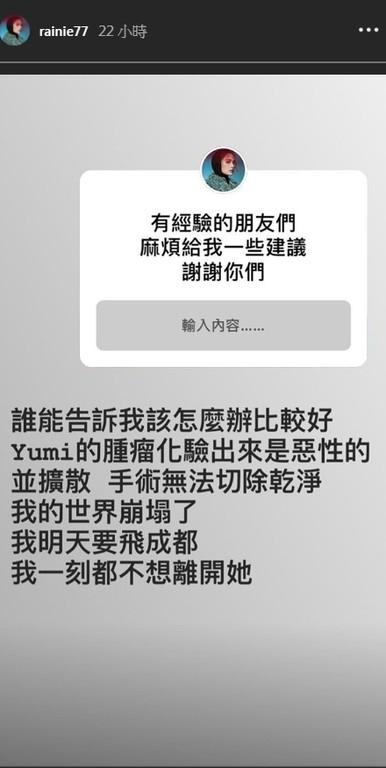 rainie77 22 小時
有經驗的朋友們
麻煩給我一些建議
謝謝你們
輸入內容......
誰能告訴我該怎麼辦比較好
Yumi的腫瘤化驗出來是惡性的
並擴散 手術無法切除乾淨
我的世界崩塌了
我明天要飛成都
我一刻都不想離開她